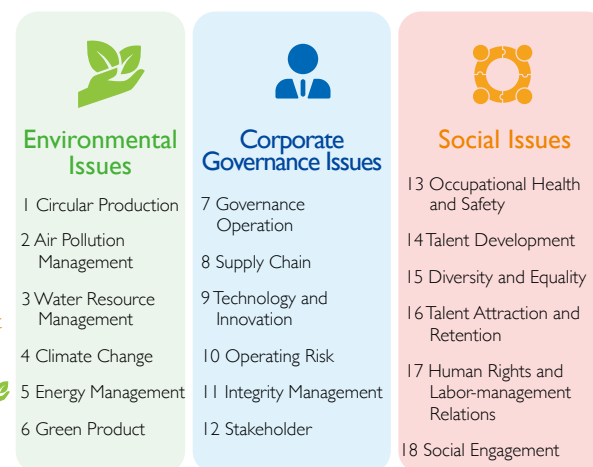 Environmental
Issues
1 Circular Production
2 Air Pollution
Management
3 Water Resource
Management
4 Climate Change
5 Energy Management
6 Green Product
Corporate
Governance Issues
7 Governance
Operation
8 Supply Chain
9 Technology and
Innovation
10 Operating Risk
11 Integrity Management
12 Stakeholder
Social Issues
13 Occupational Health
and Safety
14 Talent Development
15 Diversity and Equality
16 Talent Attraction and
Retention
17 Human Rights and
Labor-management
Relations
18 Social Engagement